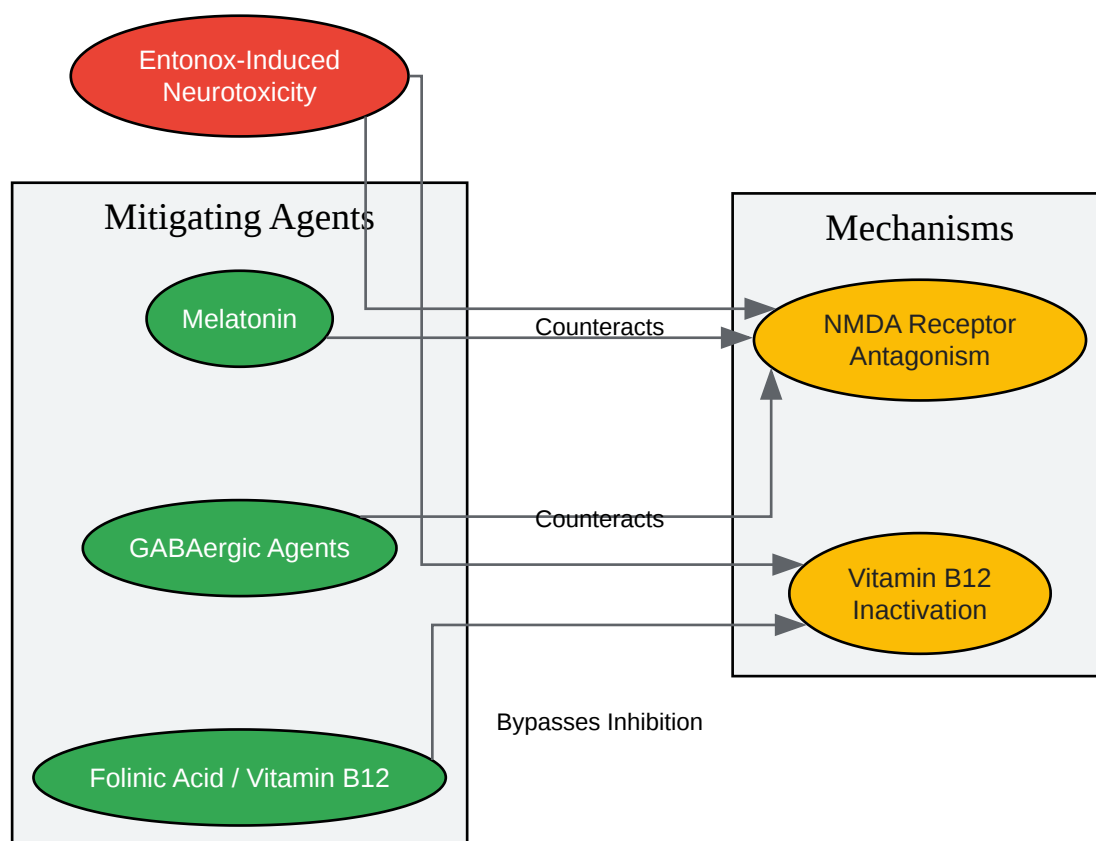 Entonox-Induced
Neurotoxicity
Mitigating Agents
Mechanisms
Melatonin
Counteracts
NMDA Receptor
Antagonism
GABAergic Agents
Counteracts
Vitamin B12
Inactivation
Bypasses Inhibition
Folinic Acid / Vitamin B12